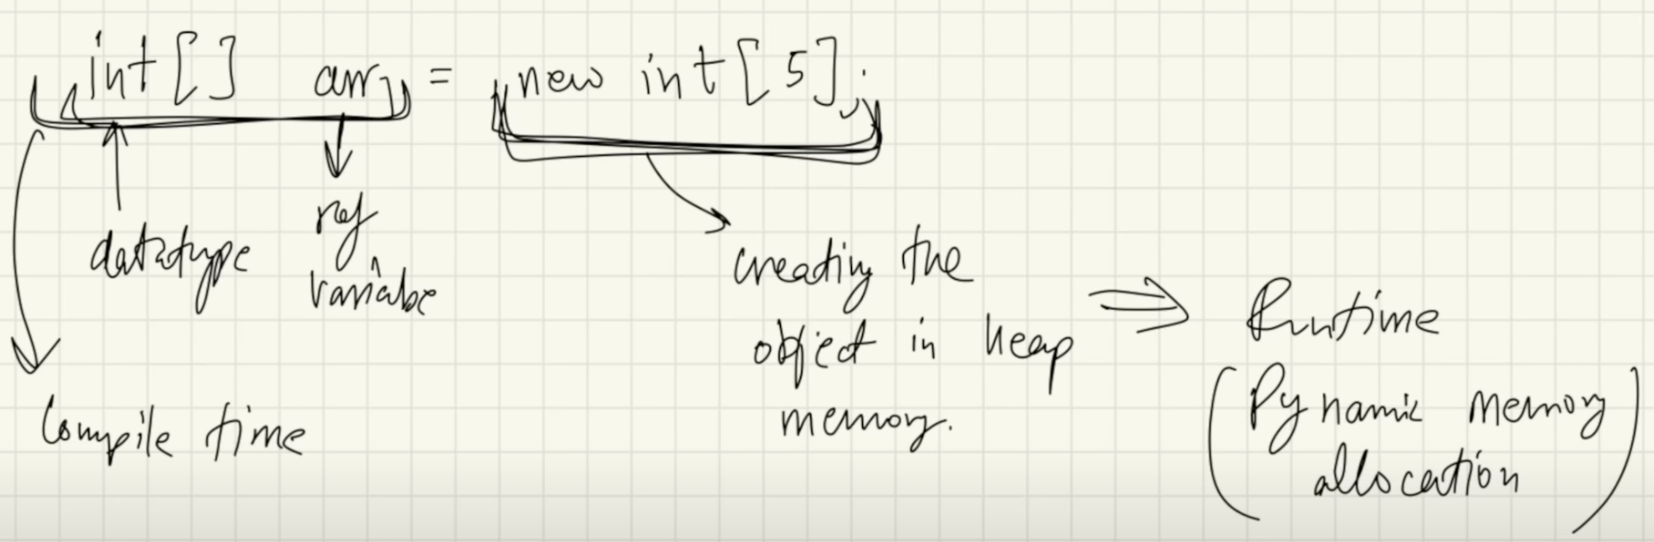 int[] arr = new int[5];
datatype
ref
variable
creating the
object in heap
memory.
Runtime
(Dynamic memory
allocation)
Compile time